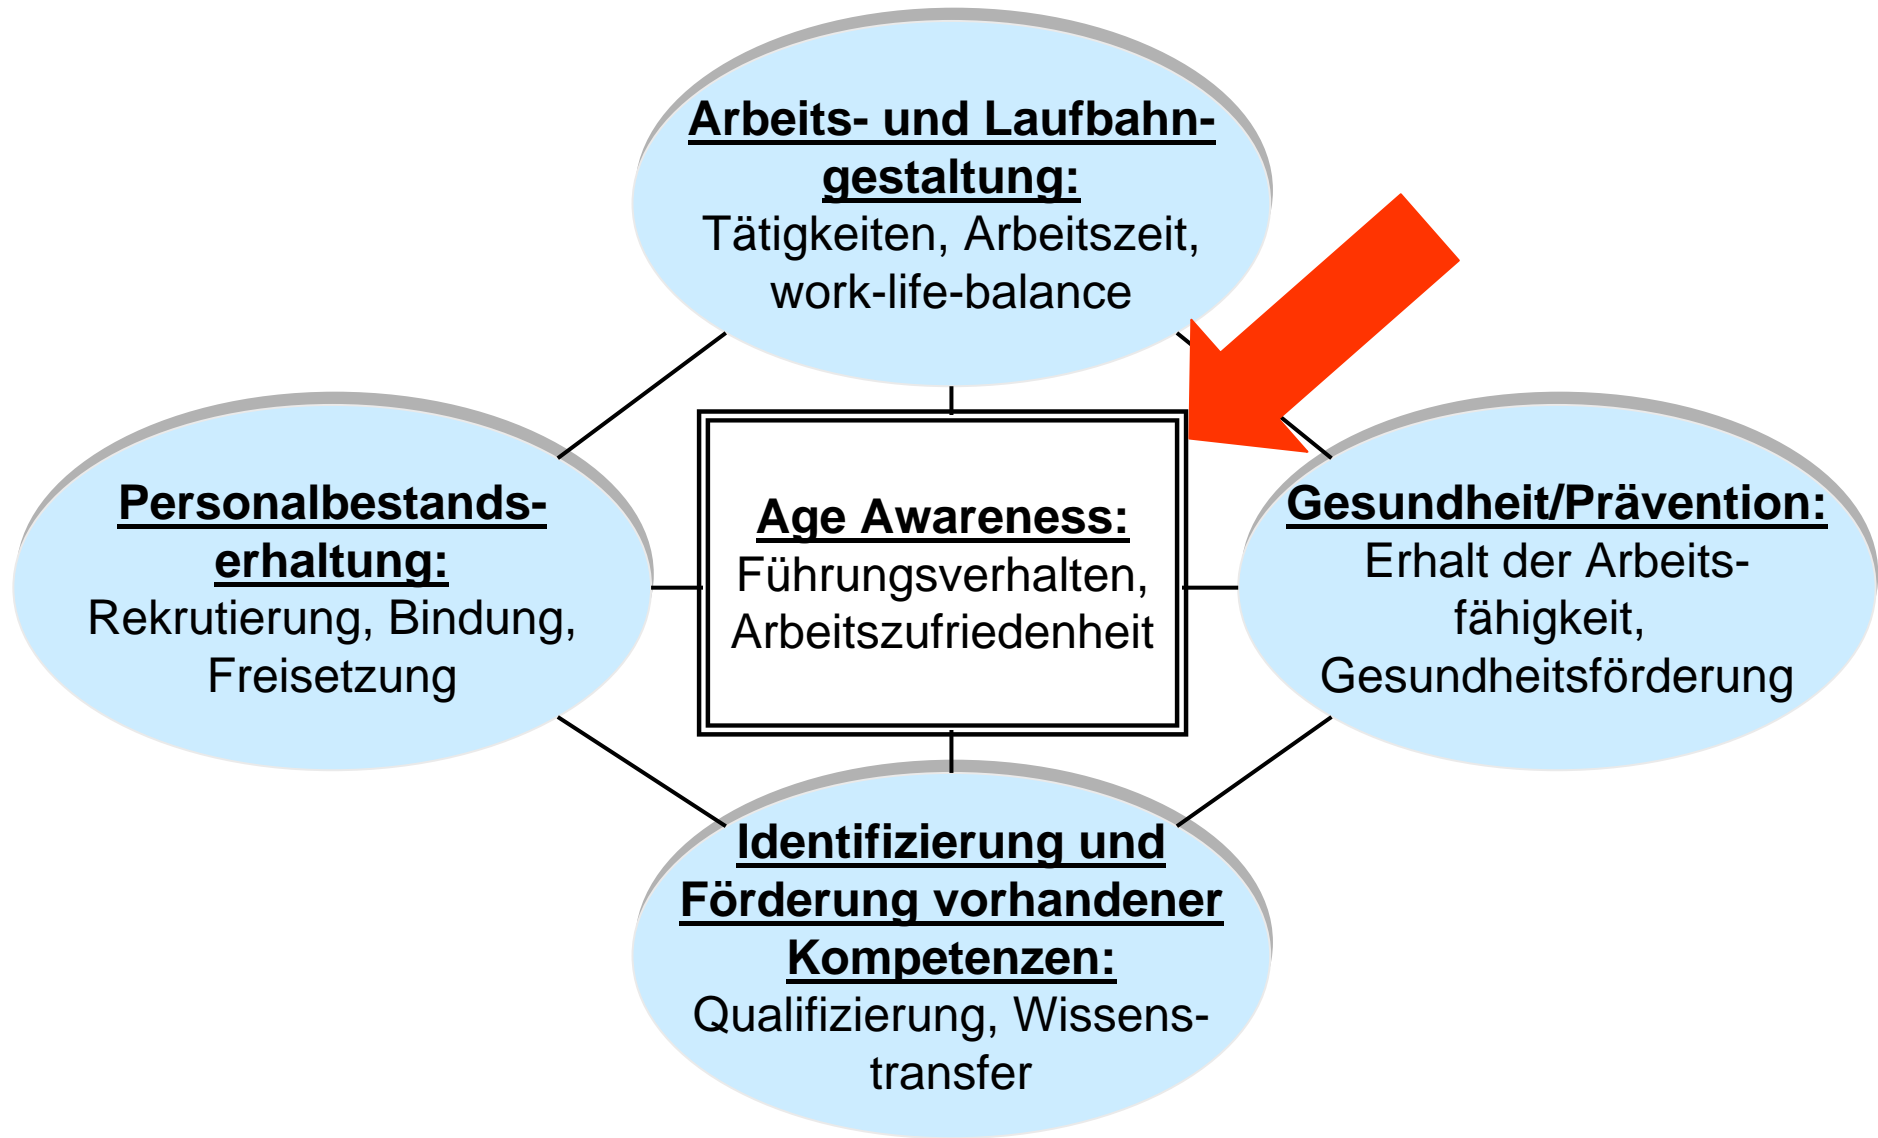 Arbeits- und Laufbahn-
gestaltung:
Tätigkeiten, Arbeitszeit,
work-life-balance
Personalbestands-
erhaltung:
Rekrutierung, Bindung,
Freisetzung
Age Awareness:
Führungsverhalten,
Arbeitszufriedenheit
Gesundheit/Prävention:
Erhalt der Arbeits-
fähigkeit,
Gesundheitsförderung
Identifizierung und
Förderung vorhandener
Kompetenzen:
Qualifizierung, Wissens-
transfer